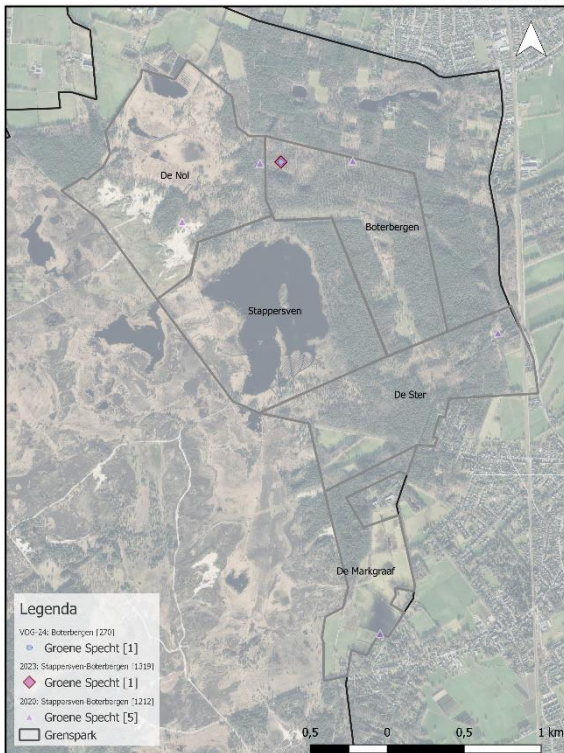 De Nol
Boterbergen
Stappersven
De Ster
De Markgraaf
Legenda
VOG-24: Boterbergen [270]
Groene Specht [1]
2023: Stappersven-Boterbergen [1319]
Groene Specht [1]
2020: Stappersven-Boterbergen [1212]
Groene Specht [5]
Grenspark
0,5 0 0,5 1 km